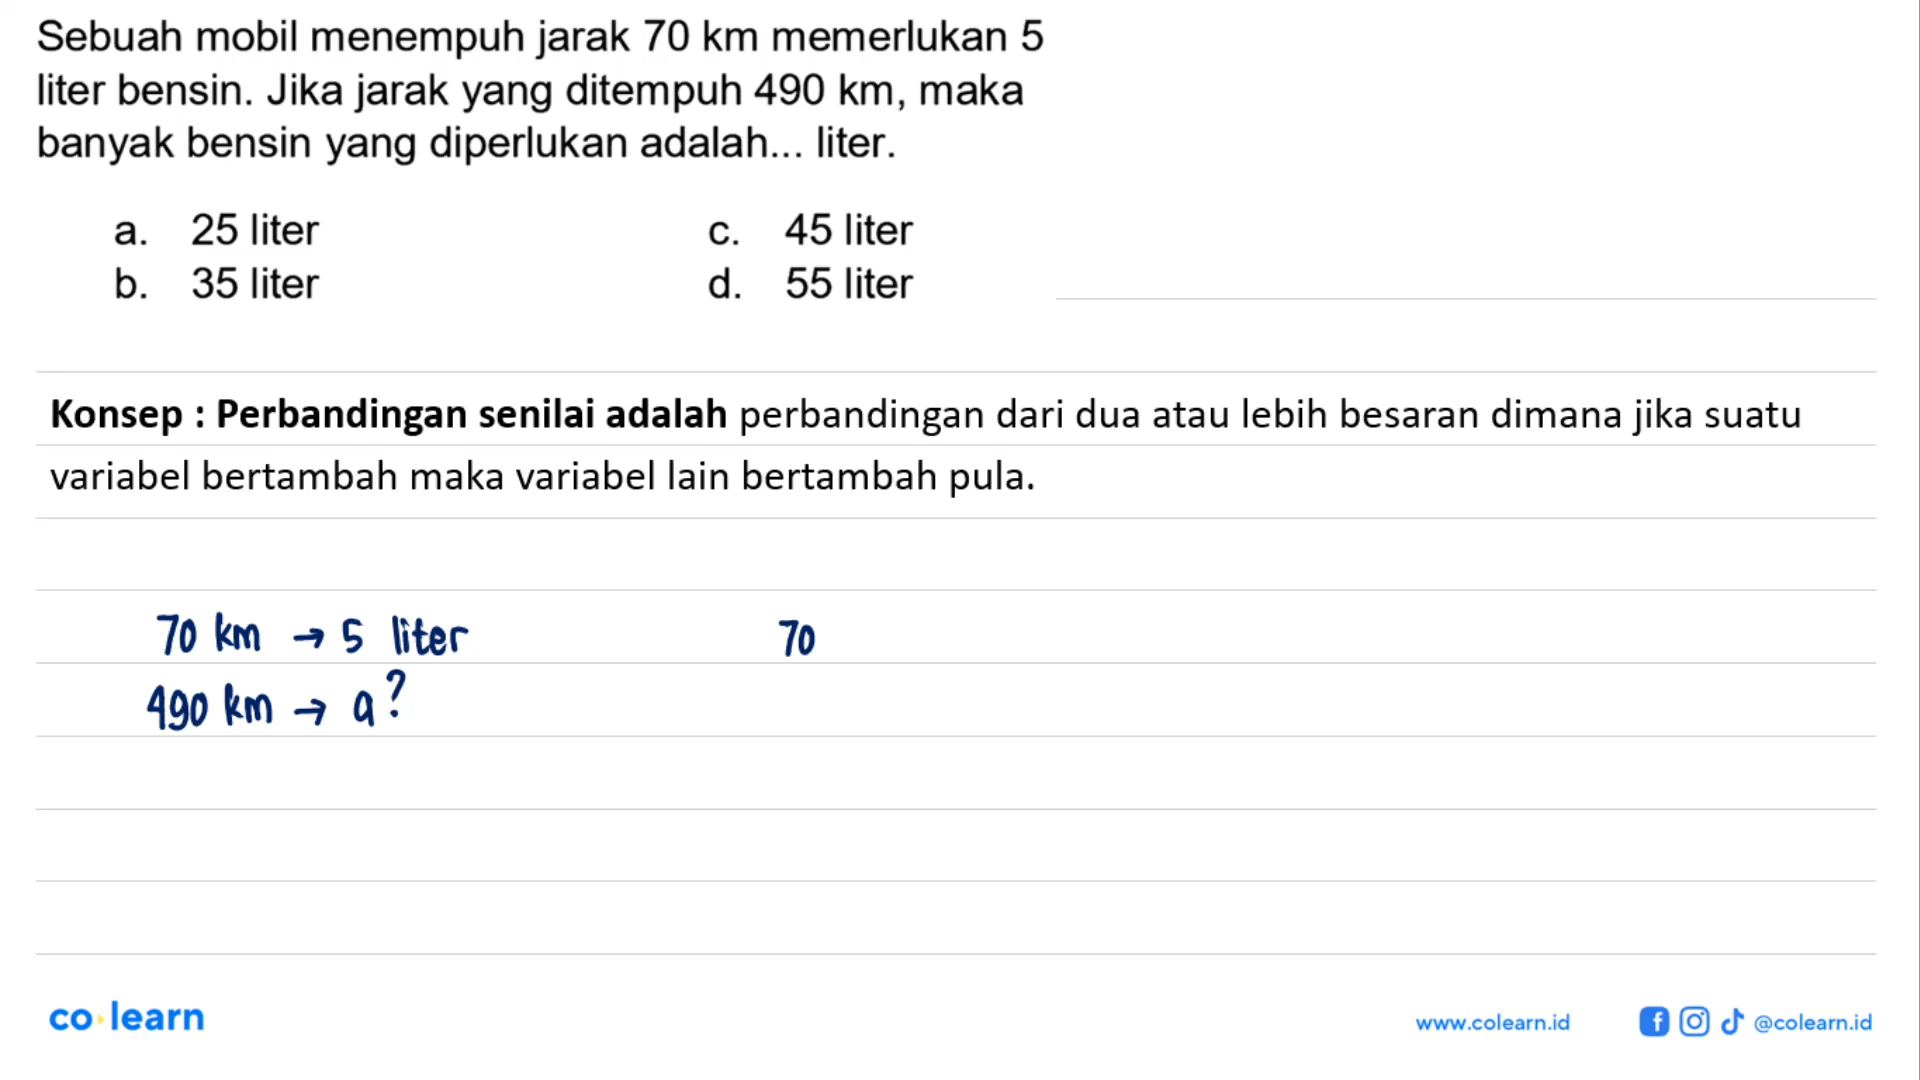 Sebuah mobil menempuh jarak 70 km memerlukan 5
liter bensin. Jika jarak yang ditempuh 490 km, maka
banyak bensin yang diperlukan adalah... liter.
a. 25 liter c. 45 liter
b. 35 liter d. 55 liter
Konsep : Perbandingan senilai adalah perbandingan dari dua atau lebih besaran dimana jika suatu
variabel bertambah maka variabel lain bertambah pula.
70 km → 5 liter 70
490 km → a?
co learn www.colearn.id @colearn.id